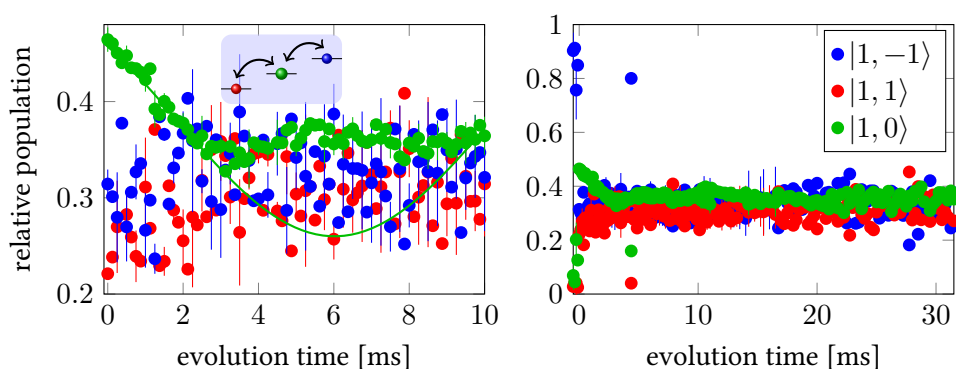 relative population
0.4
0.3
0.2
0 2 4 6 8 10
evolution time [ms]
1
0.8
0.6
0.4
0.2
0
0 10 20 30
evolution time [ms]
|1, −1⟩
|1, 1⟩
|1, 0⟩